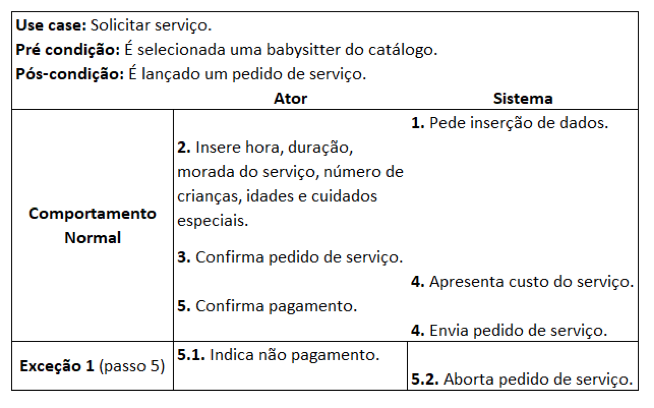 Use case: Solicitar serviço.
Pré condição: É selecionada uma babysitter do catálogo.
Pós-condição: É lançado um pedido de serviço.
Ator Sistema
Comportamento Normal
1. Pede inserção de dados.
2. Insere hora, duração,
morada do serviço, número de
crianças, idades e cuidados
especiais.
3. Confirma pedido de serviço.
4. Apresenta custo do serviço.
5. Confirma pagamento.
4. Envia pedido de serviço.
Exceção 1 (passo 5)
5.1. Indica não pagamento.
5.2. Aborta pedido de serviço.